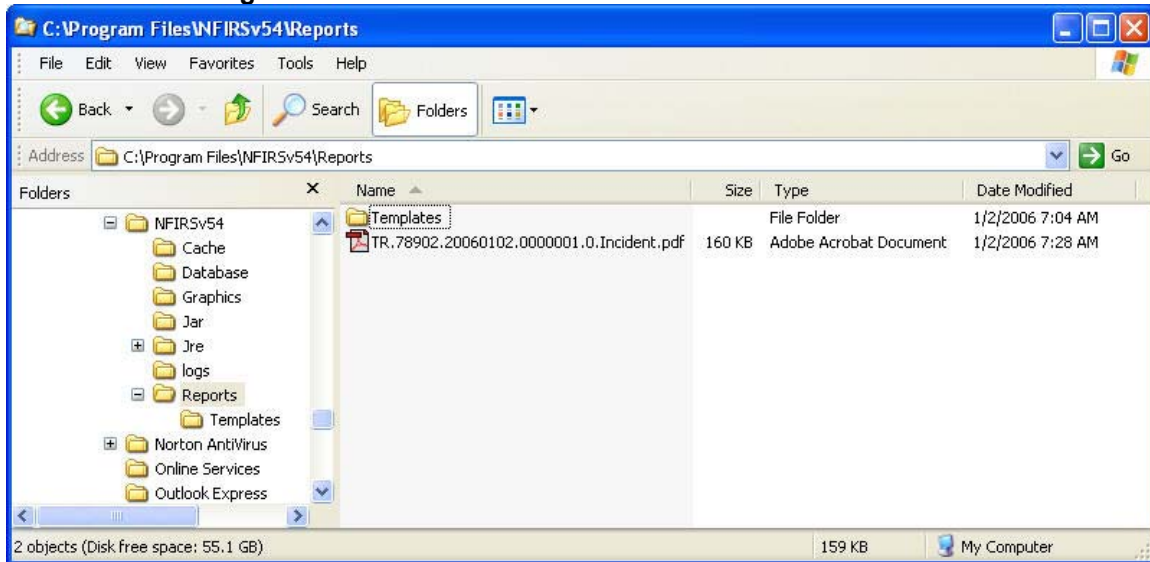 C:\Program Files\NFIRSv54\Reports
File Edit View Favorites Tools Help
Back Search Folders
Address C:\Program Files\NFIRSv54\Reports Go
Folders × Name Size Type Date Modified
NFIRSv54
Cache
Database
Graphics
Jar
Jre
logs
Reports
Templates
Norton AntiVirus
Online Services
Outlook Express
Templates File Folder 1/2/2006 7:04 AM
TR.78902.20060102.0000001.0.Incident.pdf 160 KB Adobe Acrobat Document 1/2/2006 7:28 AM
2 objects (Disk free space: 55.1 GB) 159 KB My Computer